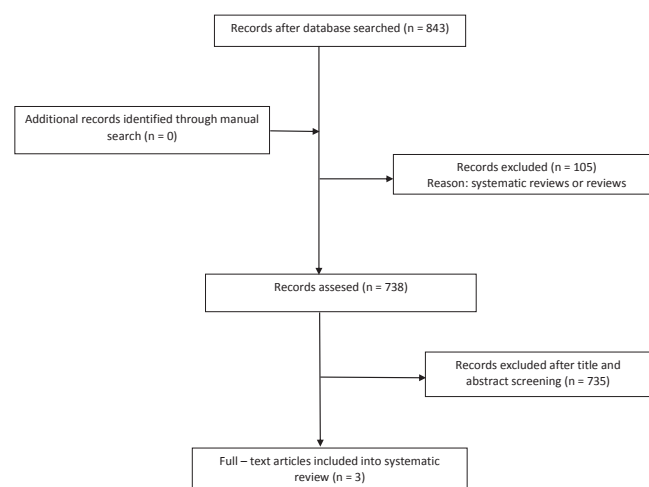 Records after database searched (n = 843)
Additional records identified through manual
search (n = 0)
Records excluded (n = 105)
Reason: systematic reviews or reviews
Records assesed (n = 738)
Records excluded after title and
abstract screening (n = 735)
Full – text articles included into systematic
review (n = 3)